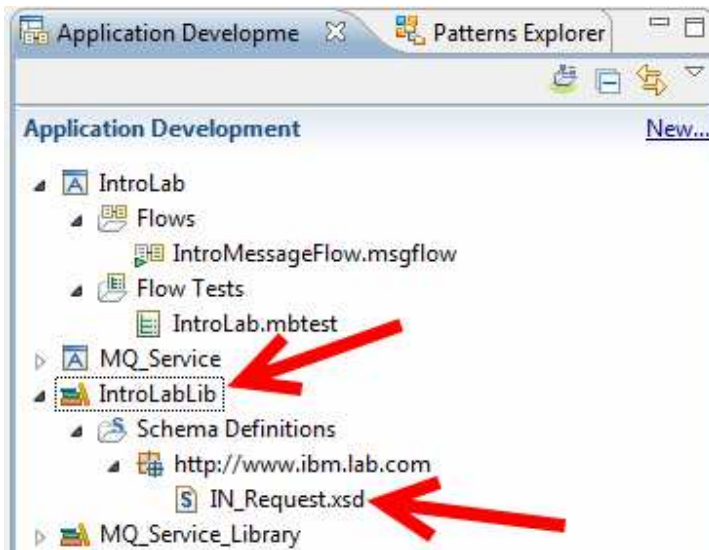 Application Developme Patterns Explorer
Application Development New...
IntroLab
Flows
IntroMessageFlow.msgflow
Flow Tests
IntroLab.mbtest
MQ_Service
IntroLabLib
Schema Definitions
http://www.ibm.lab.com
IN_Request.xsd
MQ_Service_Library